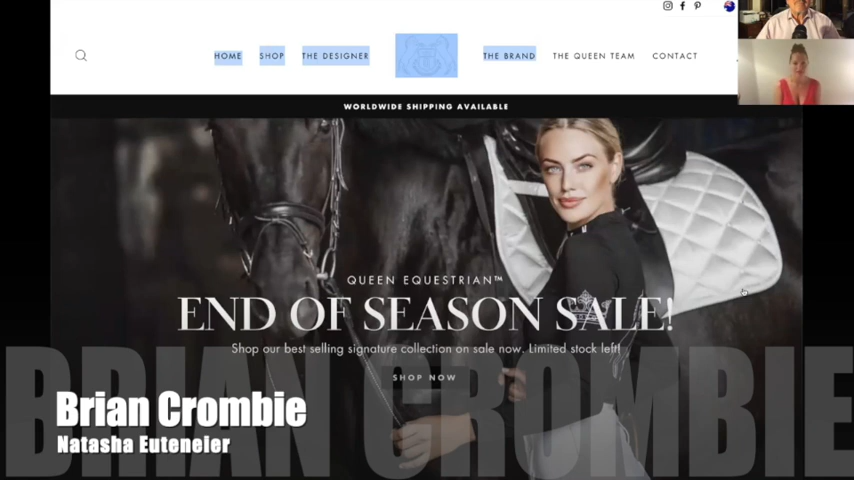 HOME SHOP THE DESIGNER THE BRAND THE QUEEN TEAM CONTACT
WORLDWIDE SHIPPING AVAILABLE
QUEEN EQUESTRIAN™
END OF SEASON SALE!
Shop our best selling signature collection on sale now. Limited stock left!
SHOP NOW
BRIAN CROMBIE
Brian Crombie
Natasha Euteneier